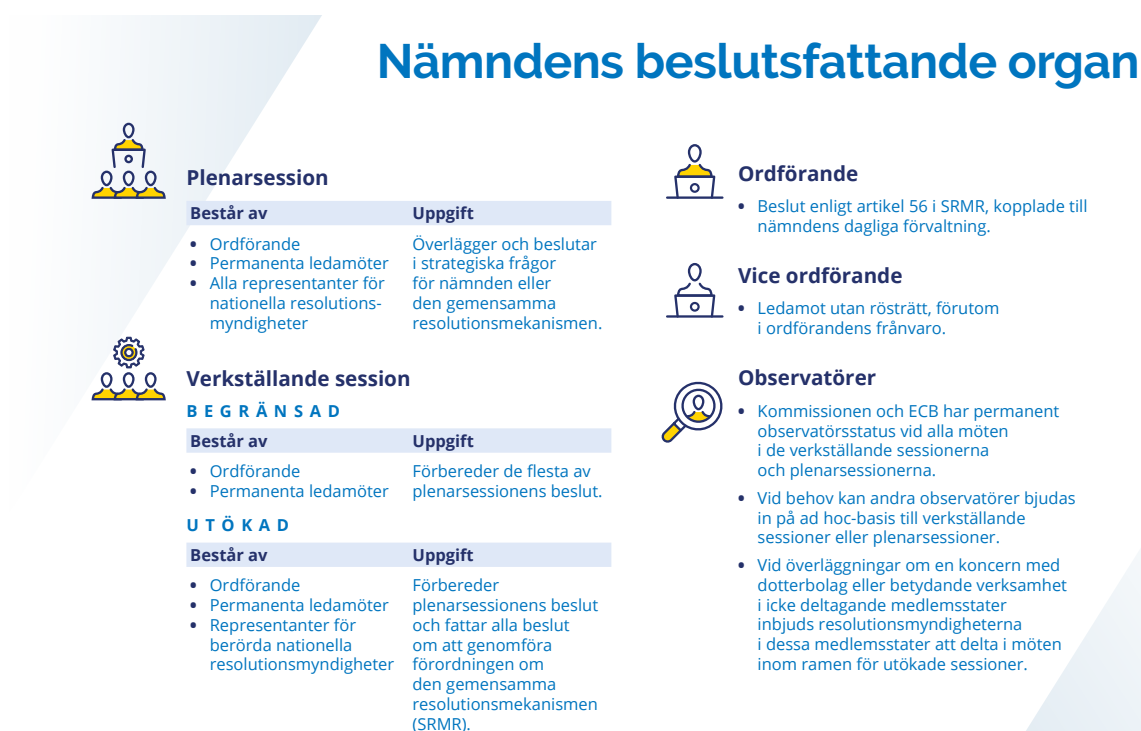 Nämndens beslutsfattande organ
Plenarsession
Består av Uppgift
• Ordförande
• Permanenta ledamöter
• Alla representanter för
nationella resolutions-
myndigheter
Överlägger och beslutar
i strategiska frågor
för nämnden eller
den gemensamma
resolutionsmekanismen.
Verkställande session
BEGRÄNSAD
Består av Uppgift
• Ordförande
• Permanenta ledamöter
Förbereder de flesta av
plenarsessionens beslut.
UTÖKAD
Består av Uppgift
• Ordförande
• Permanenta ledamöter
• Representanter för
berörda nationella
resolutionsmyndigheter
Förbereder
plenarsessionens beslut
och fattar alla beslut
om att genomföra
förordningen om
den gemensamma
resolutionsmekanismen
(SRMR).
Ordförande
• Beslut enligt artikel 56 i SRMR, kopplade till
nämndens dagliga förvaltning.
Vice ordförande
• Ledamot utan rösträtt, förutom
i ordförandens frånvaro.
Observatörer
• Kommissionen och ECB har permanent
observatörsstatus vid alla möten
i de verkställande sessionerna
och plenarsessionerna.
• Vid behov kan andra observatörer bjudas
in på ad hoc-basis till verkställande
sessioner eller plenarsessioner.
• Vid överläggningar om en koncern med
dotterbolag eller betydande verksamhet
i icke deltagande medlemsstater
inbjuds resolutionsmyndigheterna
i dessa medlemsstater att delta i möten
inom ramen för utökade sessioner.